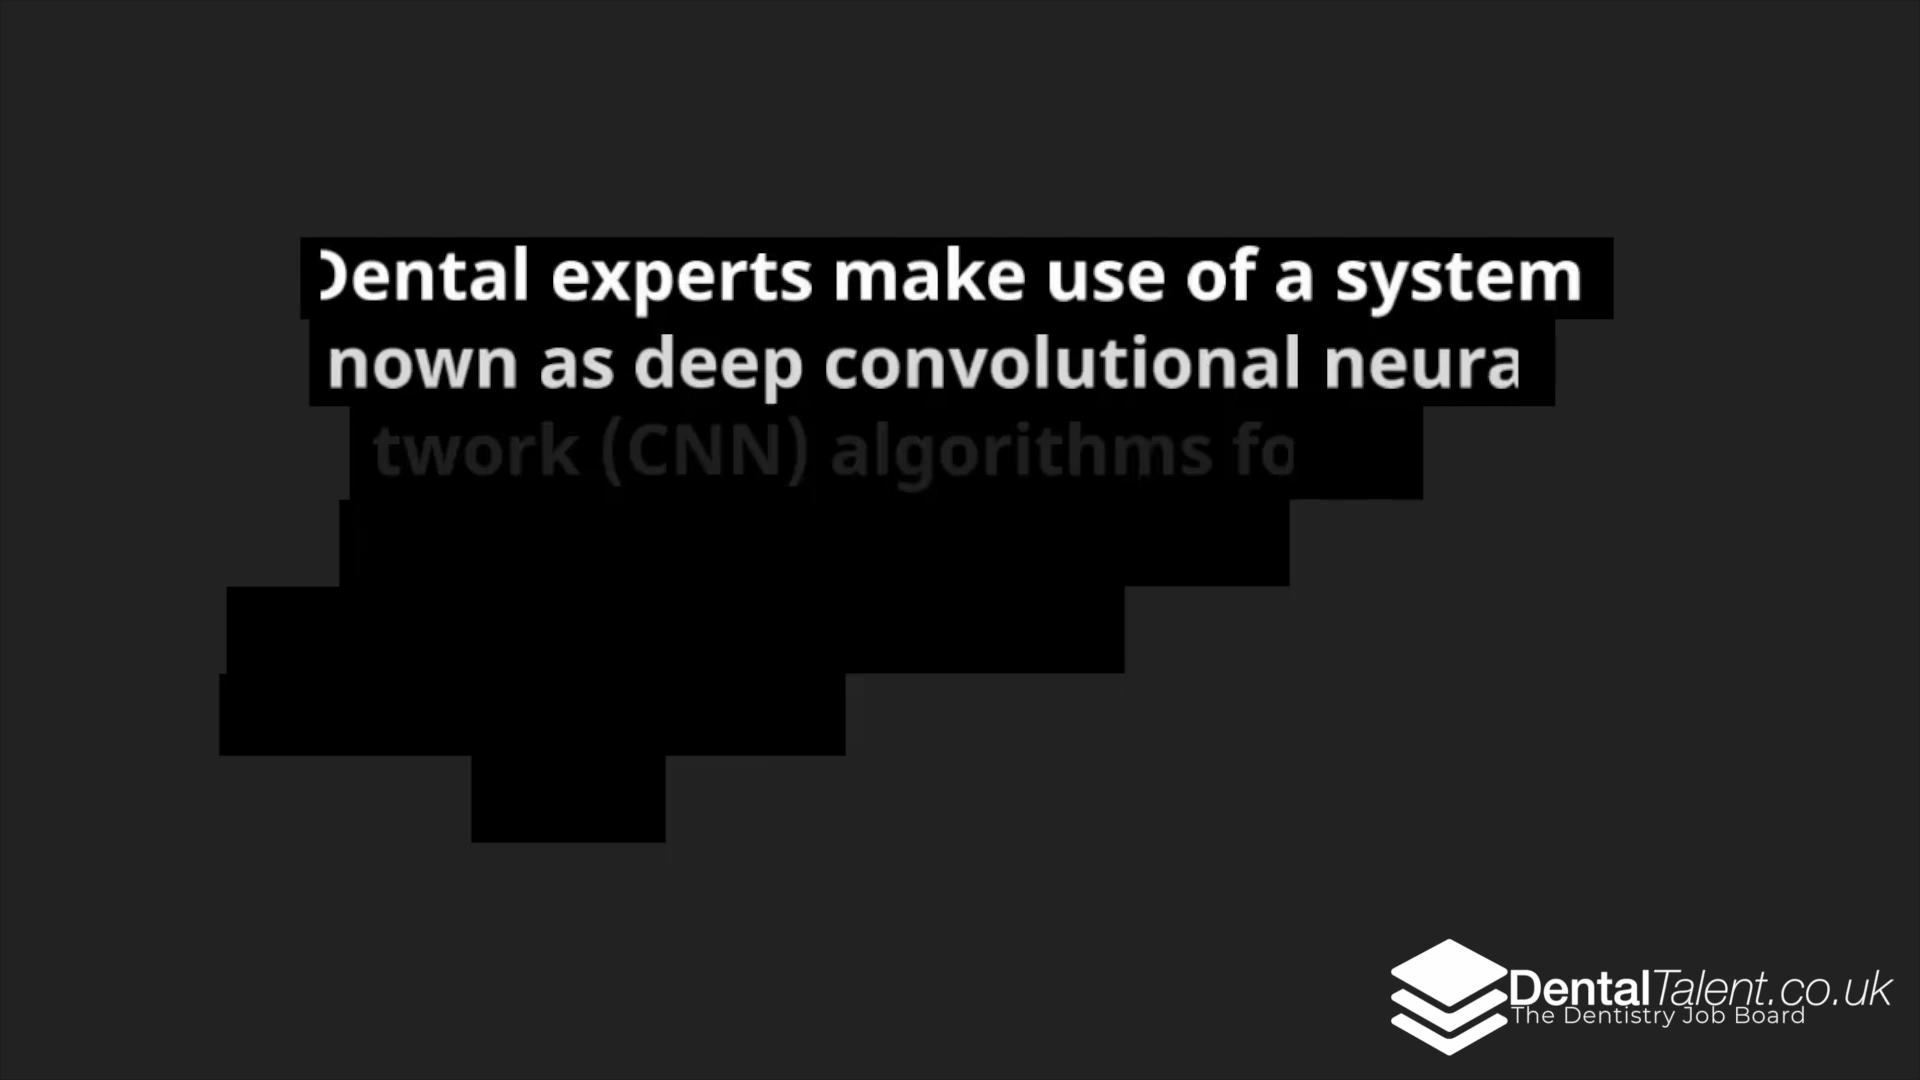 Dental experts make use of a system
nown as deep convolutional neura
twork (CNN) algorithms fo
DentalTalent.co.uk
The Dentistry Job Board